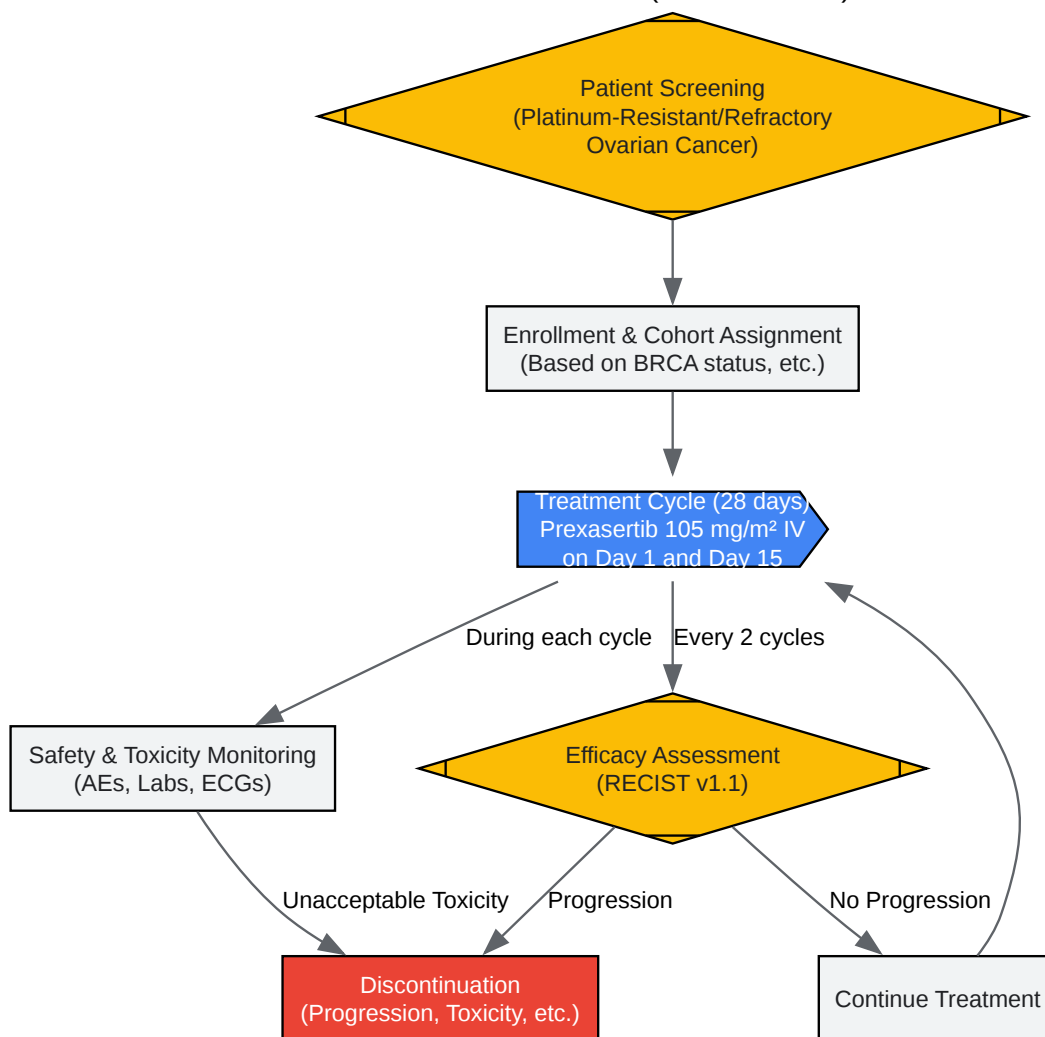 Patient Screening
(Platinum-Resistant/Refractory
Ovarian Cancer)
Enrollment & Cohort Assignment
(Based on BRCA status, etc.)
Treatment Cycle (28 days)
Prexasertib 105 mg/m² IV
on Day 1 and Day 15
During each cycle
Every 2 cycles
Safety & Toxicity Monitoring
(AEs, Labs, ECGs)
Efficacy Assessment
(RECIST v1.1)
Unacceptable Toxicity
Progression
No Progression
Discontinuation
(Progression, Toxicity, etc.)
Continue Treatment